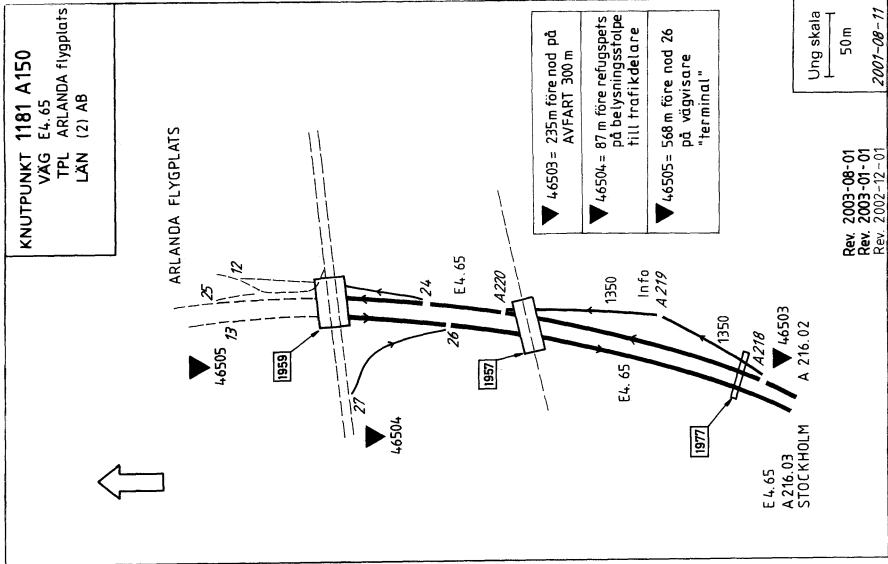 KNUTPUNKT 1181 A150
VÄG E4.65
TPL ARLANDA flygplats
LÄN (2) AB
ARLANDA FLYGPLATS
25
12
13
46505
1959
24
E4.65
A220
26
27
46504
1957
1350
Info
A219
E4.65
1350
A218
46503
A 216.02
1977
E4.65
A 216.03
STOCKHOLM
46503 = 235m före nod på
AVFART 300 m
46504 = 87 m före refugspets
på belysningsstolpe
till trafikdelare
46505 = 568m före nod 26
på vägvisare
"terminal"
Rev. 2003-08-01
Rev. 2003-01-01
Rev. 2002-12-01
Ung skala
50m
2001-08-11